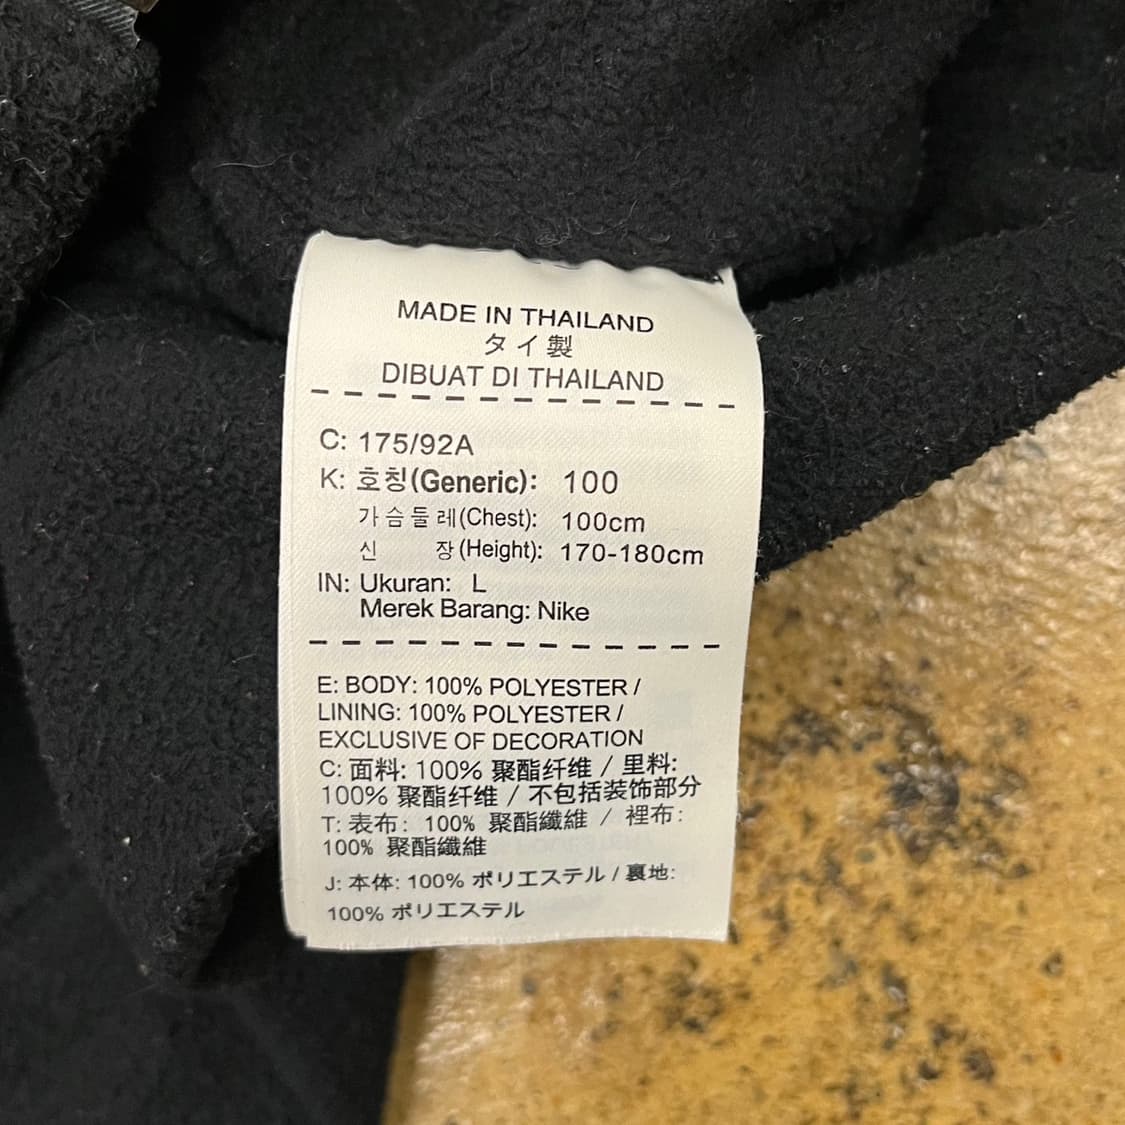 MADE IN THAILAND
タイ製
DIBUAT DI THAILAND
C: 175/92A
K: 호칭(Generic): 100
가슴둘레(Chest): 100cm
신 장(Height): 170-180cm
IN: Ukuran: L
Merek Barang: Nike
E: BODY: 100% POLYESTER /
LINING: 100% POLYESTER /
EXCLUSIVE OF DECORATION
C: 面料: 100% 聚酯纤维 / 里料:
100% 聚酯纤维 / 不包括装饰部分
T: 表布: 100% 聚酯纖維 / 裡布:
100% 聚酯纖維
J: 本体: 100% ポリエステル / 裏地:
100% ポリエステル